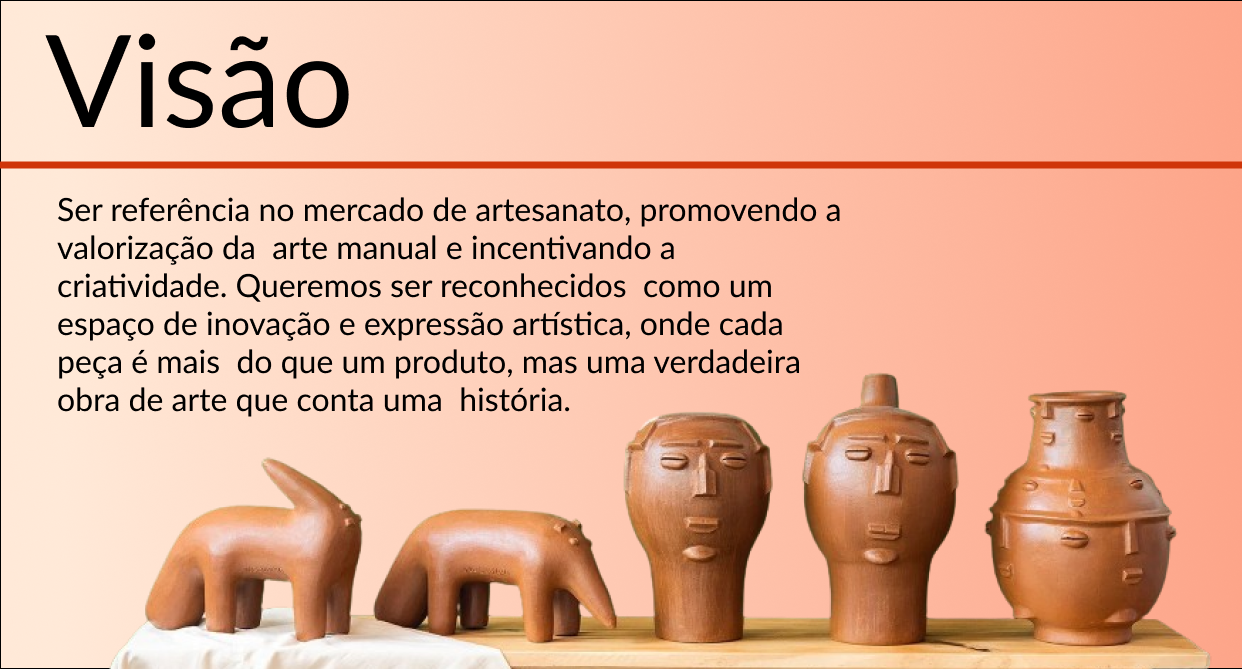 Visão
Ser referência no mercado de artesanato, promovendo a
valorização da  arte manual e incentivando a
criatividade. Queremos ser reconhecidos  como um
espaço de inovação e expressão artística, onde cada
peça é mais  do que um produto, mas uma verdadeira
obra de arte que conta uma  história.